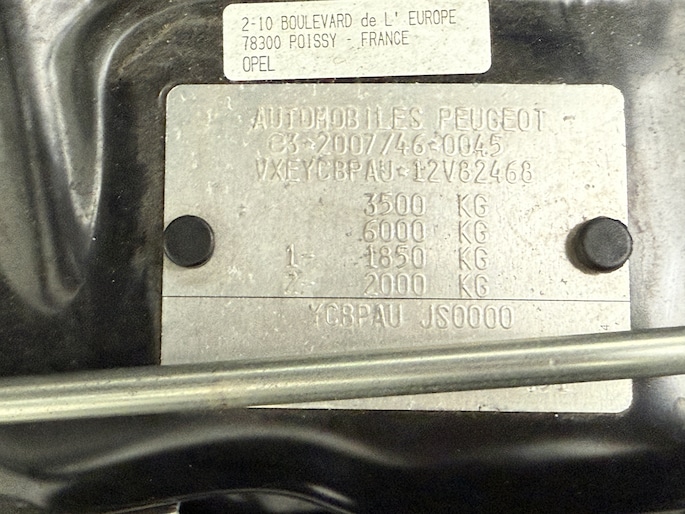 2-10 BOULEVARD de L' EUROPE
78300 POISSY - FRANCE
OPEL
AUTOMOBILES PEUGEOT
e3*2007/46*0045
VXEYCBPAU-12V82468
3500 KG
6000 KG
1- 1850 KG
2- 2000 KG
YCBPAU JS0000